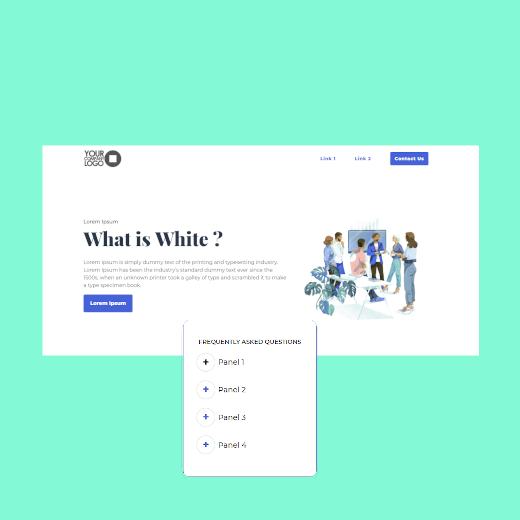 YOUR
COMPANY
LOGO
Link 1
Link 2
Contact Us
Lorem Ipsum
What is White ?
Lorem Ipsum is simply dummy text of the printing and typesetting industry.
Lorem Ipsum has been the industry's standard dummy text ever since the
1500s, when an unknown printer took a galley of type and scrambled it to make
a type specimen book.
Lorem Ipsum
FREQUENTLY ASKED QUESTIONS
+ Panel 1
+ Panel 2
+ Panel 3
+ Panel 4